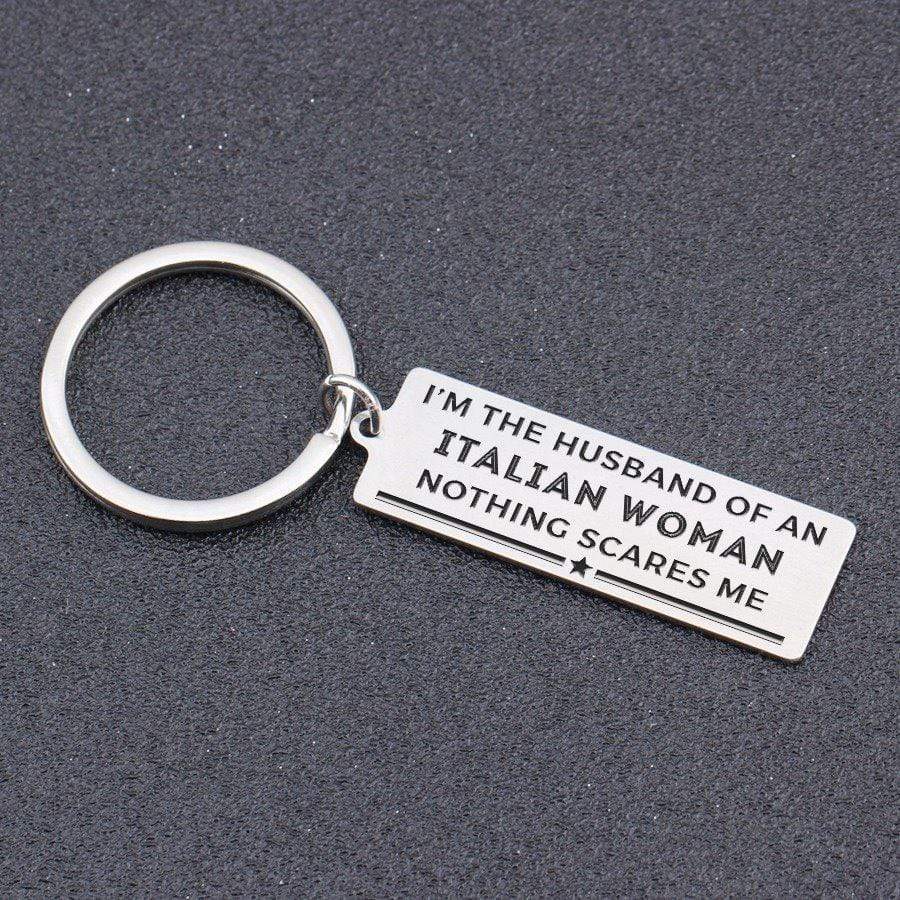 I'M THE HUSBAND OF AN
ITALIAN WOMAN
NOTHING SCARES ME